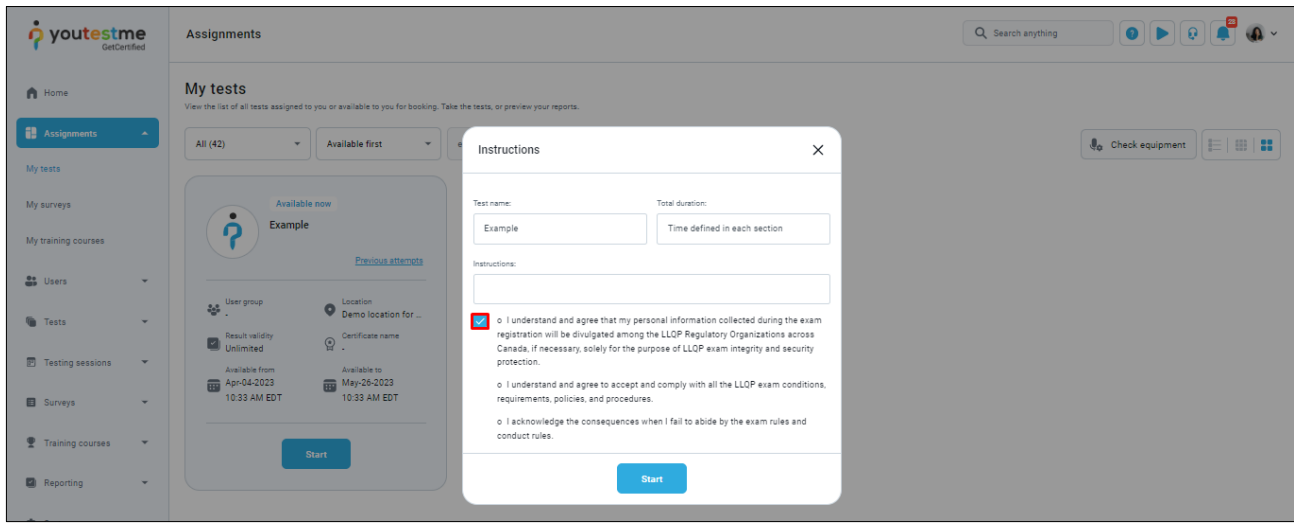 youtestme
GetCertified
Assignments
Search anything
?
23
Home
Assignments
My tests
My surveys
My training courses
Users
Tests
Testing sessions
Surveys
Training courses
Reporting
My tests
View the list of all tests assigned to you or available to you for booking. Take the tests, or preview your reports.
All (42)
Available first
e
Check equipment
Available now
Example
Previous attempts
User group
-
Location
Demo location for ...
Result validity
Unlimited
Certificate name
-
Available from
Apr-04-2023
10:33 AM EDT
Available to
May-26-2023
10:33 AM EDT
Start
Instructions
Test name:
Total duration:
Example
Time defined in each section
Instructions:
o I understand and agree that my personal information collected during the exam
registration will be divulgated among the LLQP Regulatory Organizations across
Canada, if necessary, solely for the purpose of LLQP exam integrity and security
protection.
o I understand and agree to accept and comply with all the LLQP exam conditions,
requirements, policies, and procedures.
o I acknowledge the consequences when I fail to abide by the exam rules and
conduct rules.
Start